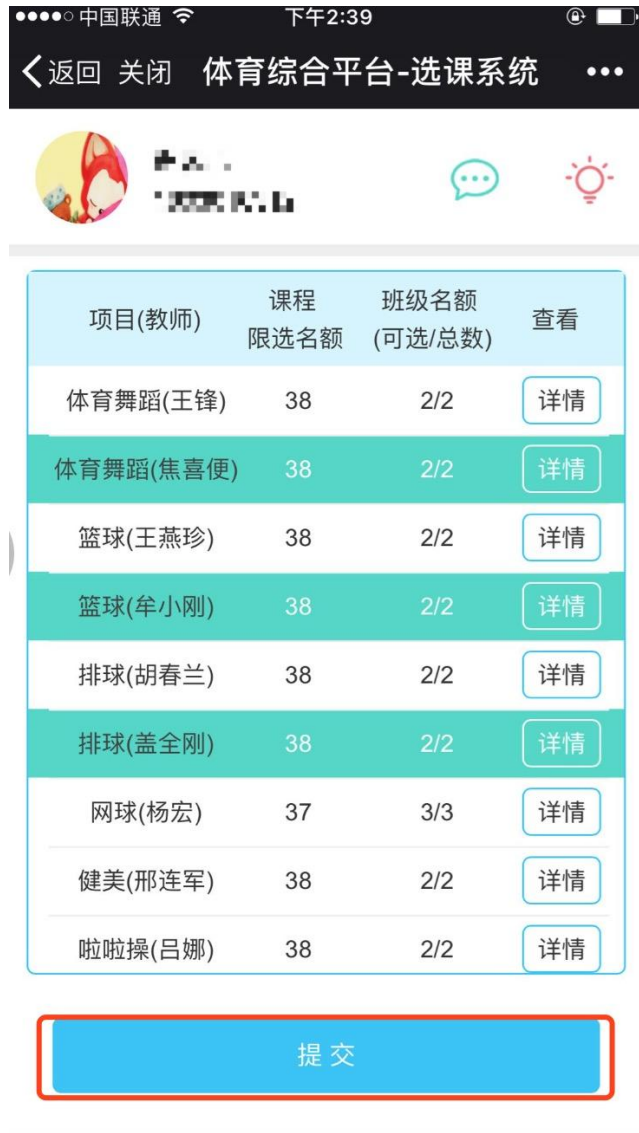 中国联通 下午2:39
返回 关闭 体育综合平台-选课系统
项目(教师) 课程限选名额 班级名额(可选/总数) 查看
体育舞蹈(王锋) 38 2/2 详情
体育舞蹈(焦喜便) 38 2/2 详情
篮球(王燕珍) 38 2/2 详情
篮球(牟小刚) 38 2/2 详情
排球(胡春兰) 38 2/2 详情
排球(盖全刚) 38 2/2 详情
网球(杨宏) 37 3/3 详情
健美(邢连军) 38 2/2 详情
啦啦操(吕娜) 38 2/2 详情
提交